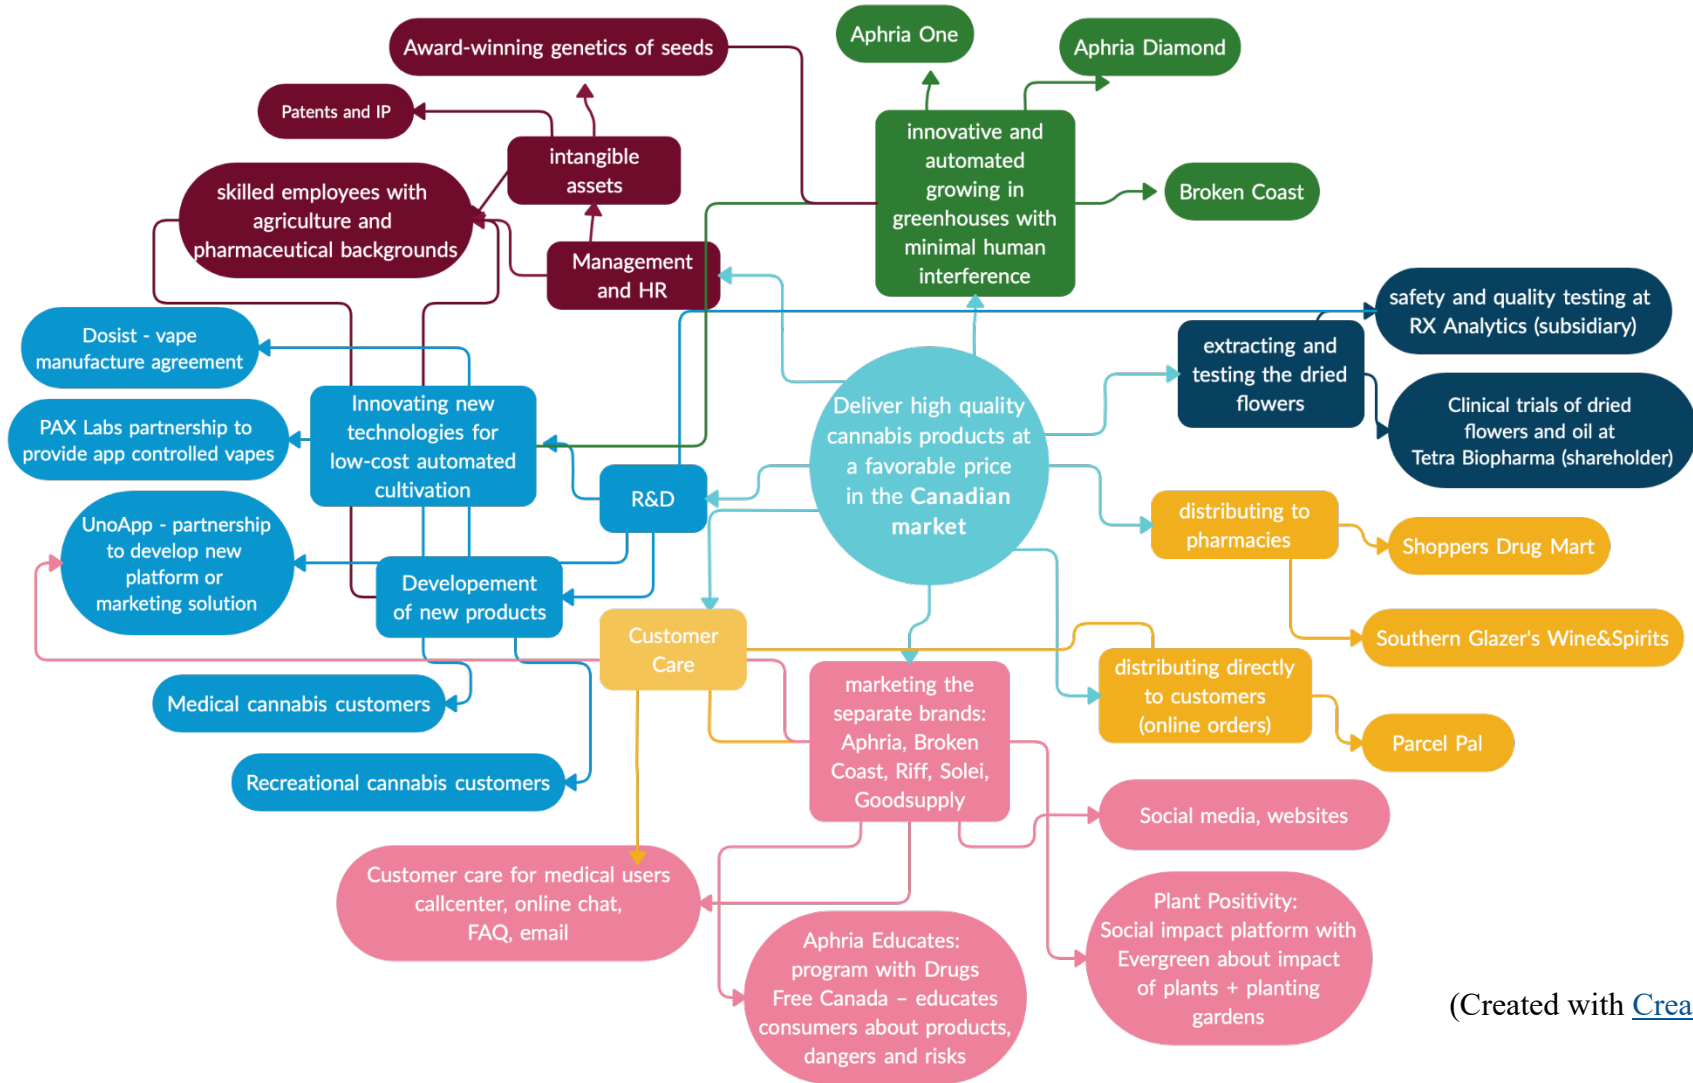 Award-winning genetics of seeds
Aphria One
Aphria Diamond
Patents and IP
intangible
assets
innovative and
automated
growing in
greenhouses with
minimal human
interference
skilled employees with
agriculture and
pharmaceutical backgrounds
Broken Coast
Management
and HR
safety and quality testing at
RX Analytics (subsidiary)
Dosist - vape
manufacture agreement
extracting and
testing the dried
flowers
Innovating new
technologies for
low-cost automated
cultivation
Deliver high quality
cannabis products at
a favorable price
in the Canadian
market
Clinical trials of dried
flowers and oil at
Tetra Biopharma (shareholder)
PAX Labs partnership to
provide app controlled vapes
R&D
UnoApp - partnership
to develop new
platform or
marketing solution
distributing to
pharmacies
Shoppers Drug Mart
Developement
of new products
Customer
Care
Southern Glazer's Wine&Spirits
Medical cannabis customers
marketing the
separate brands:
Aphria, Broken
Coast, Riff, Solei,
Goodsupply
distributing directly
to customers
(online orders)
Parcel Pal
Recreational cannabis customers
Social media, websites
Customer care for medical users
callcenter, online chat,
FAQ, email
Aphria Educates:
program with Drugs
Free Canada – educates
consumers about products,
dangers and risks
Plant Positivity:
Social impact platform with
Evergreen about impact
of plants + planting
gardens
(Created with Crea